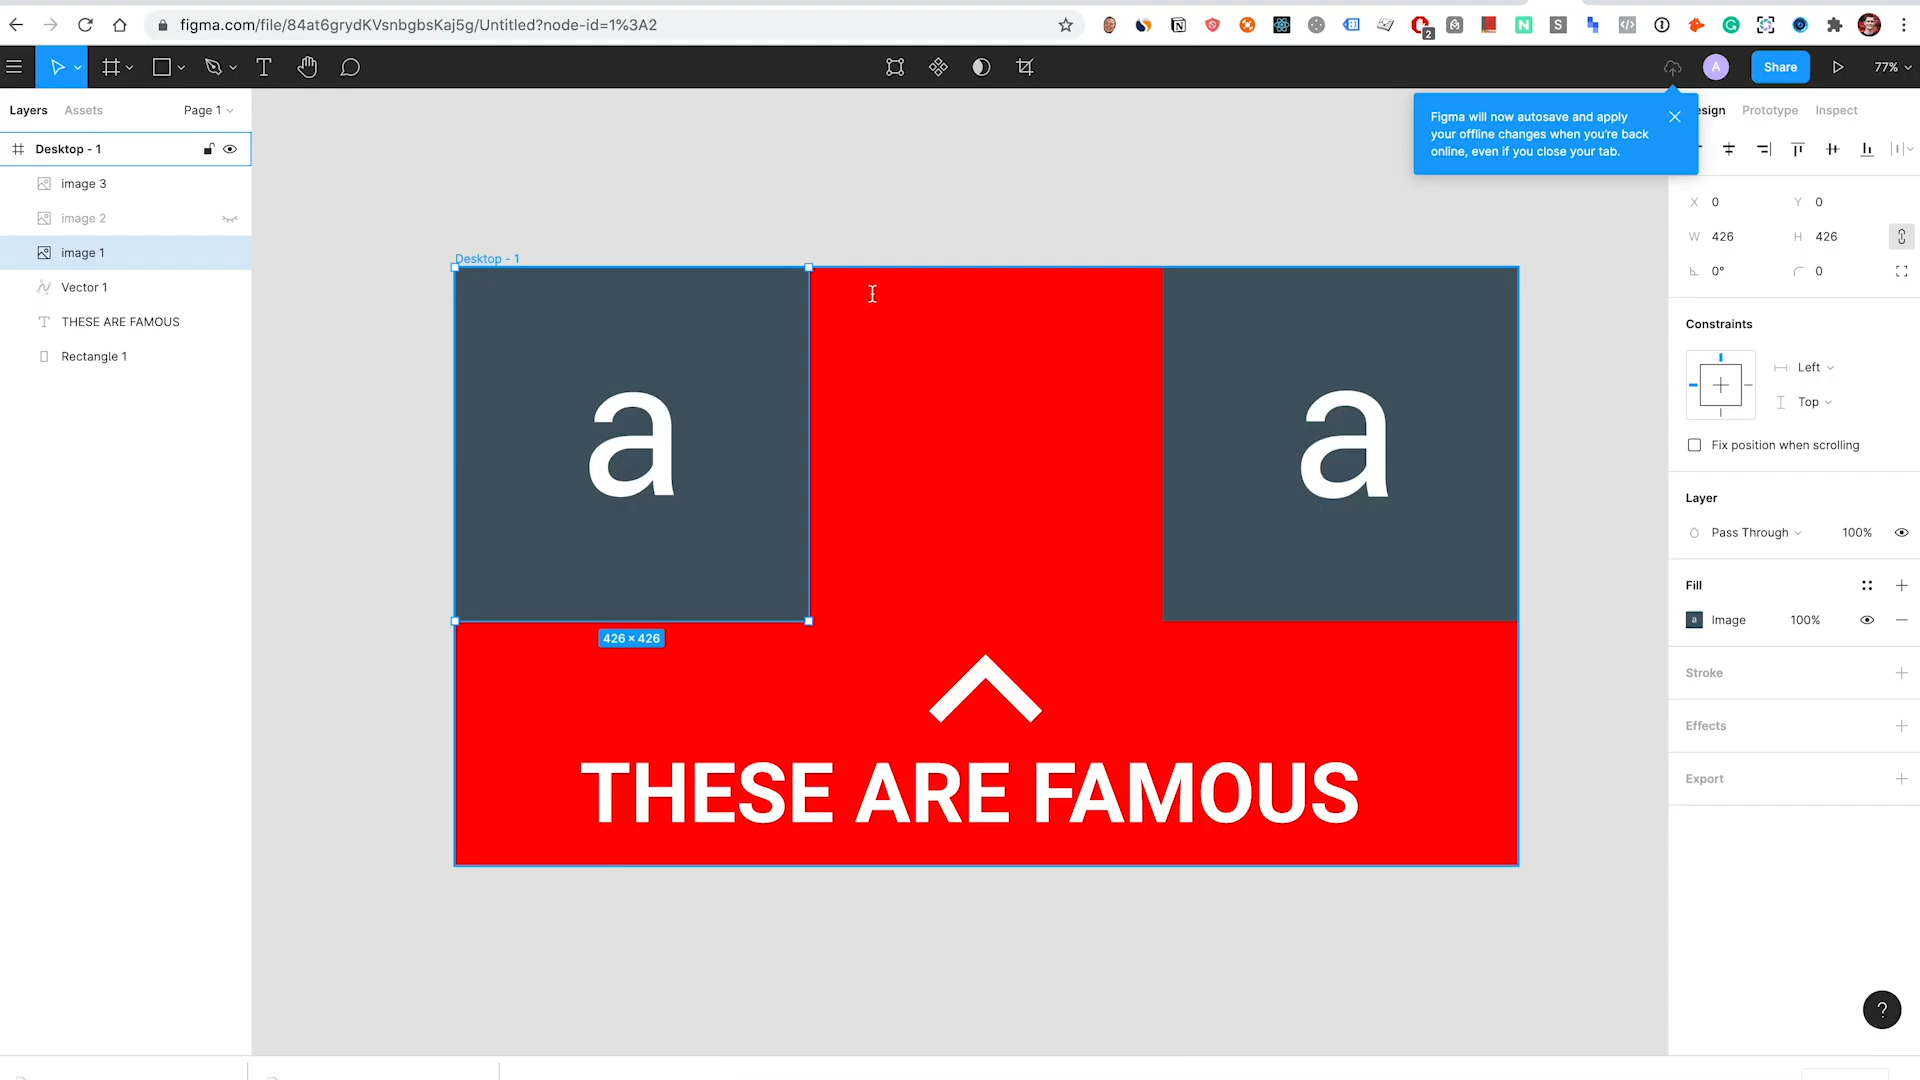 figma.com/file/84at6grydKVsnbgbsKaj5g/Untitled?node-id=1%3A2
2
N
S
A
Share
77%
Layers
Assets
Page 1
Design
Prototype
Inspect
Figma will now autosave and apply
your offline changes when you're back
online, even if you close your tab.
Desktop - 1
image 3
image 2
image 1
Vector 1
THESE ARE FAMOUS
Rectangle 1
Desktop - 1
a
a
426 × 426
THESE ARE FAMOUS
X 0
Y 0
W 426
H 426
0°
0
Constraints
Left
Top
Fix position when scrolling
Layer
Pass Through
100%
Fill
a
Image
100%
Stroke
Effects
Export
?